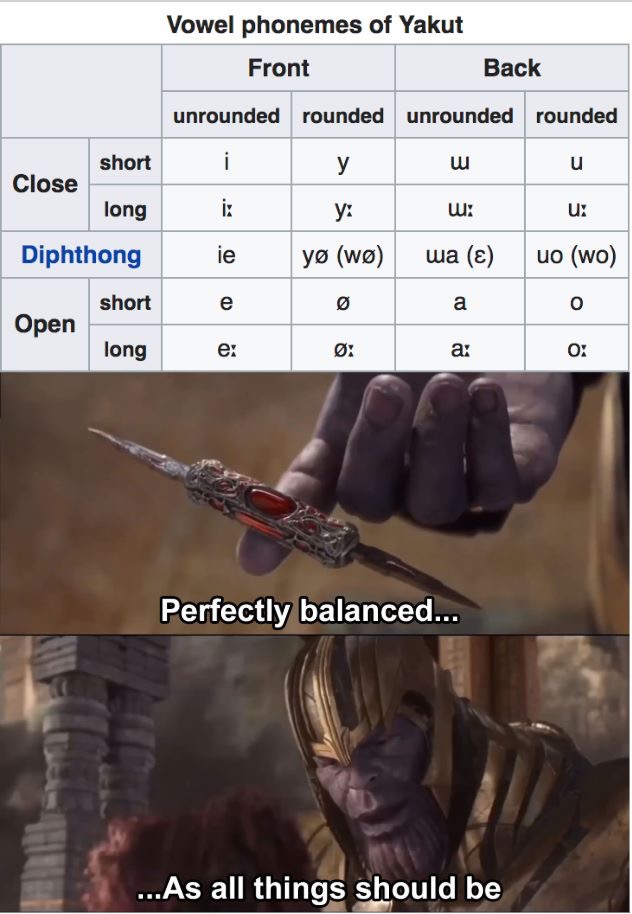 Vowel phonemes of Yakut
Front Back
unrounded rounded unrounded rounded
Close short i y ɯ u
long iː yː ɯː uː
Diphthong ie yø (wø) ɯa (ɛ) uo (wo)
Open short e ø a o
long eː øː aː oː
Perfectly balanced...
...As all things should be